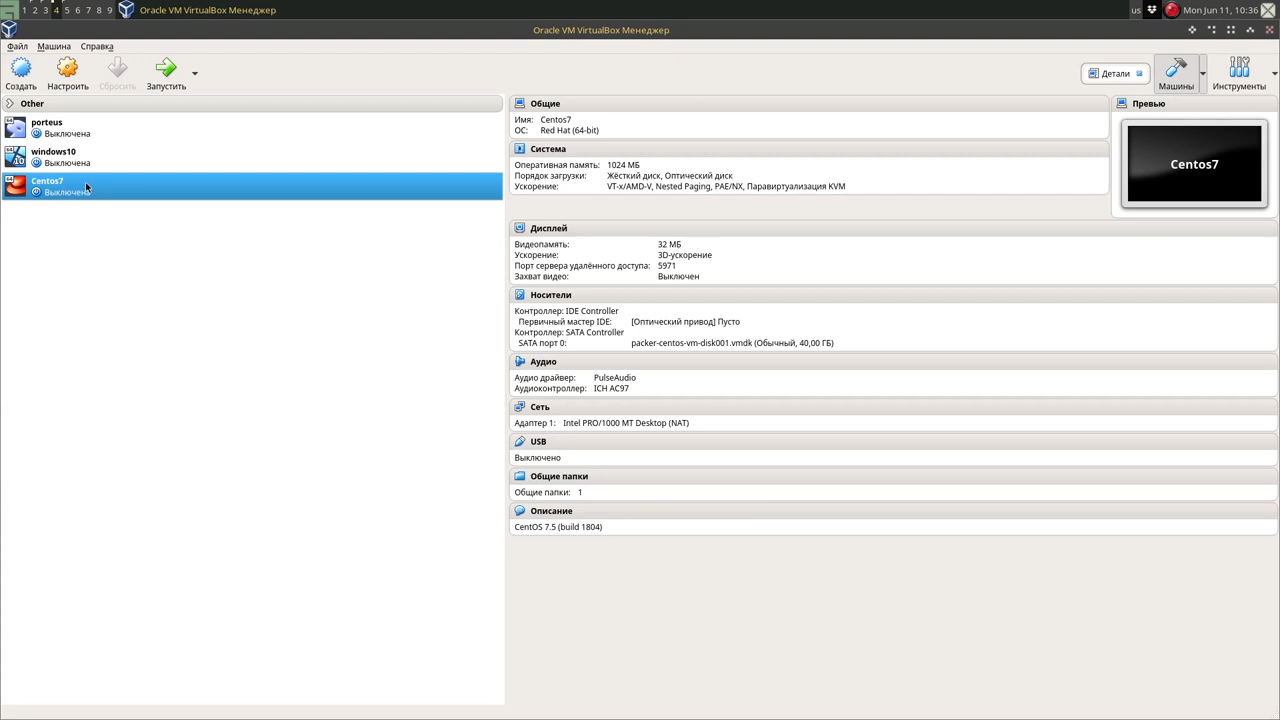 1 2 3 4 5 6 7 8 9 Oracle VM VirtualBox Менеджер us Mon Jun 11, 10:36
Oracle VM VirtualBox Менеджер
Файл Машина Справка
Создать Настроить Сбросить Запустить Детали Машины Инструменты
Other
64
porteus
Выключена
64
10
windows10
Выключена
64
Centos7
Выключена
Общие
Имя: Centos7
ОС: Red Hat (64-bit)
Система
Оперативная память: 1024 МБ
Порядок загрузки: Жёсткий диск, Оптический диск
Ускорение: VT-x/AMD-V, Nested Paging, PAE/NX, Паравиртуализация KVM
Превью
Centos7
Дисплей
Видеопамять: 32 МБ
Ускорение: 3D-ускорение
Порт сервера удалённого доступа: 5971
Захват видео: Выключен
Носители
Контроллер: IDE Controller
Первичный мастер IDE: [Оптический привод] Пусто
Контроллер: SATA Controller
SATA порт 0: packer-centos-vm-disk001.vmdk (Обычный, 40,00 ГБ)
Аудио
Аудио драйвер: PulseAudio
Аудиоконтроллер: ICH AC97
Сеть
Адаптер 1: Intel PRO/1000 MT Desktop (NAT)
USB
Выключено
Общие папки
Общие папки: 1
Описание
CentOS 7.5 (build 1804)